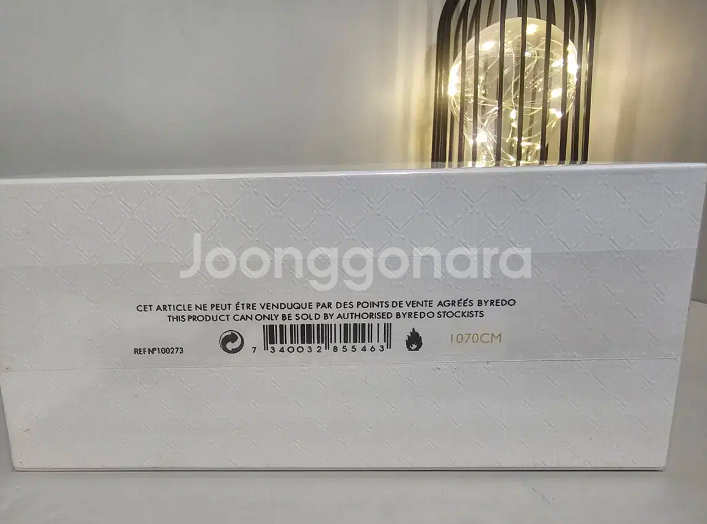 Joonggonara
CET ARTICLE NE PEUT ÊTRE VENDUQUE PAR DES POINTS DE VENTE AGRÉÉS BYREDO
THIS PRODUCT CAN ONLY BE SOLD BY AUTHORISED BYREDO STOCKISTS
REF Nº100273
7 340032 855463
1070CM